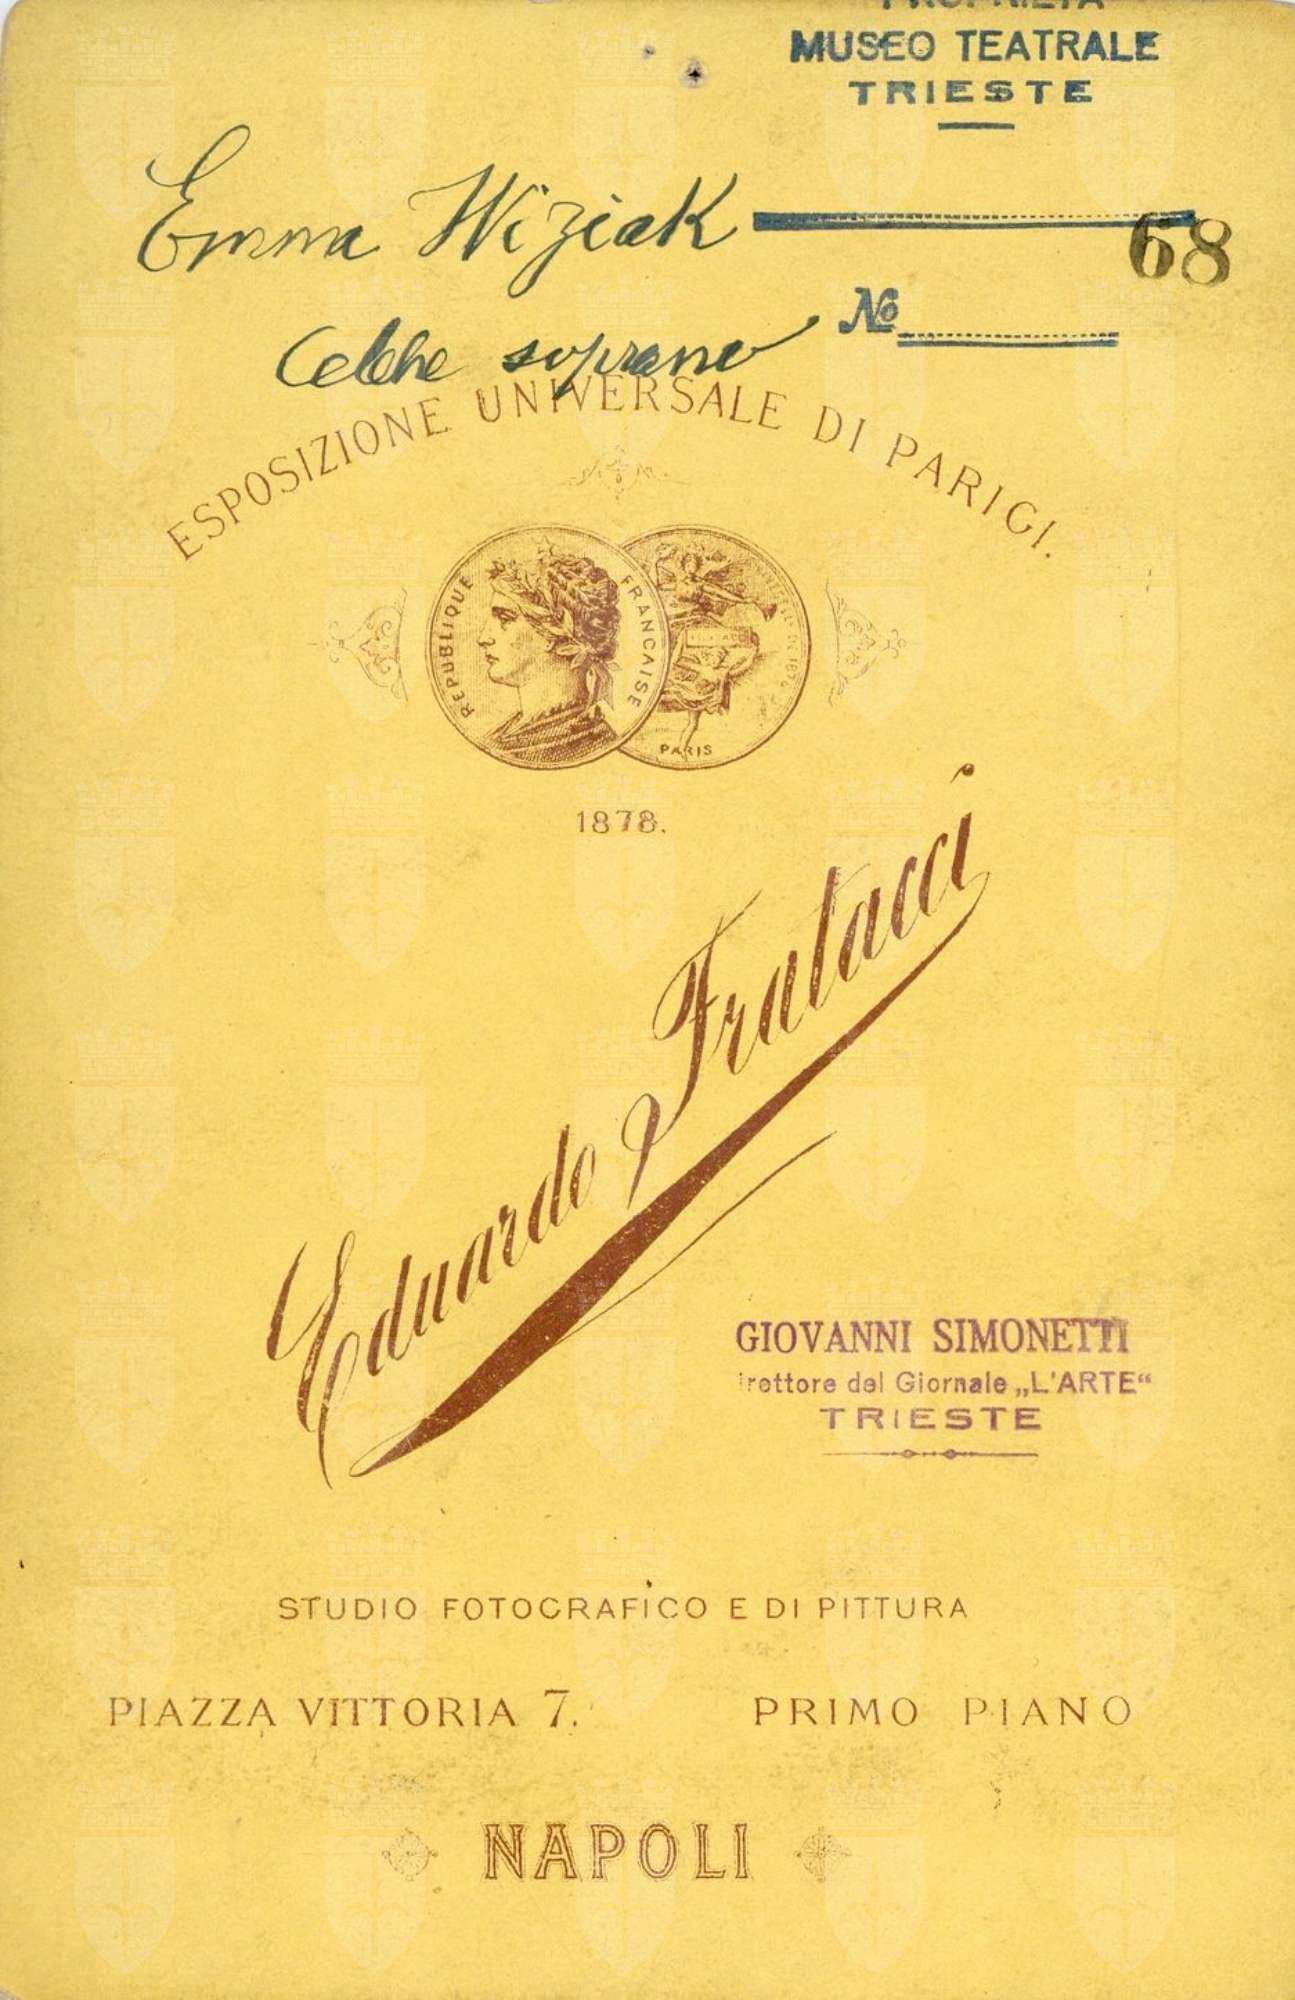 PROPRIETÀ
MUSEO TEATRALE
TRIESTE
Emma Wiziak
68
No
Celebre soprano
ESPOSIZIONE UNIVERSALE DI PARIGI.
REPUBLIQUE FRANCAISE
PARIS
1878.
Eduardo Fratacci
GIOVANNI SIMONETTI
irettore del Giornale „L'ARTE“
TRIESTE
STUDIO FOTOGRAFICO E DI PITTURA
PIAZZA VITTORIA 7. PRIMO PIANO
NAPOLI